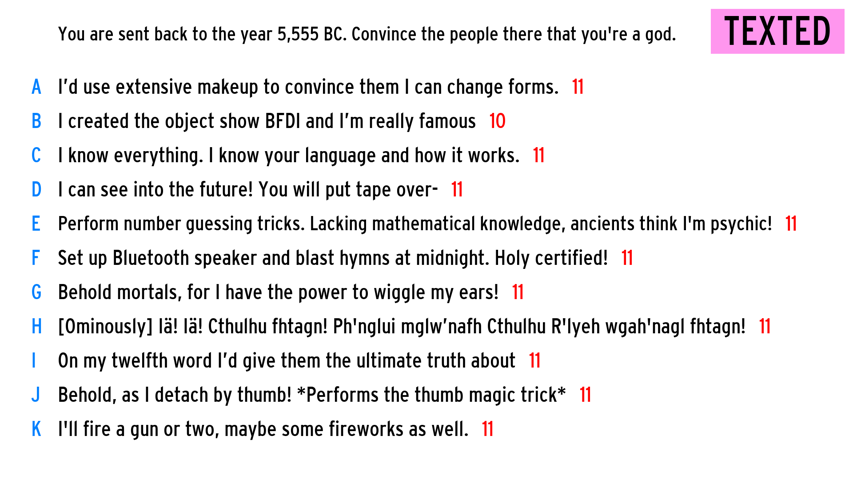 You are sent back to the year 5,555 BC. Convince the people there that you're a god.
TEXTED
A I'd use extensive makeup to convince them I can change forms. 11
B I created the object show BFDI and I'm really famous 10
C I know everything. I know your language and how it works. 11
D I can see into the future! You will put tape over- 11
E Perform number guessing tricks. Lacking mathematical knowledge, ancients think I'm psychic! 11
F Set up Bluetooth speaker and blast hymns at midnight. Holy certified! 11
G Behold mortals, for I have the power to wiggle my ears! 11
H [Ominously] Iä! Iä! Cthulhu fhtagn! Ph'nglui mglw'nafh Cthulhu R'lyeh wgah'nagl fhtagn! 11
I On my twelfth word I'd give them the ultimate truth about 11
J Behold, as I detach by thumb! *Performs the thumb magic trick* 11
K I'll fire a gun or two, maybe some fireworks as well. 11